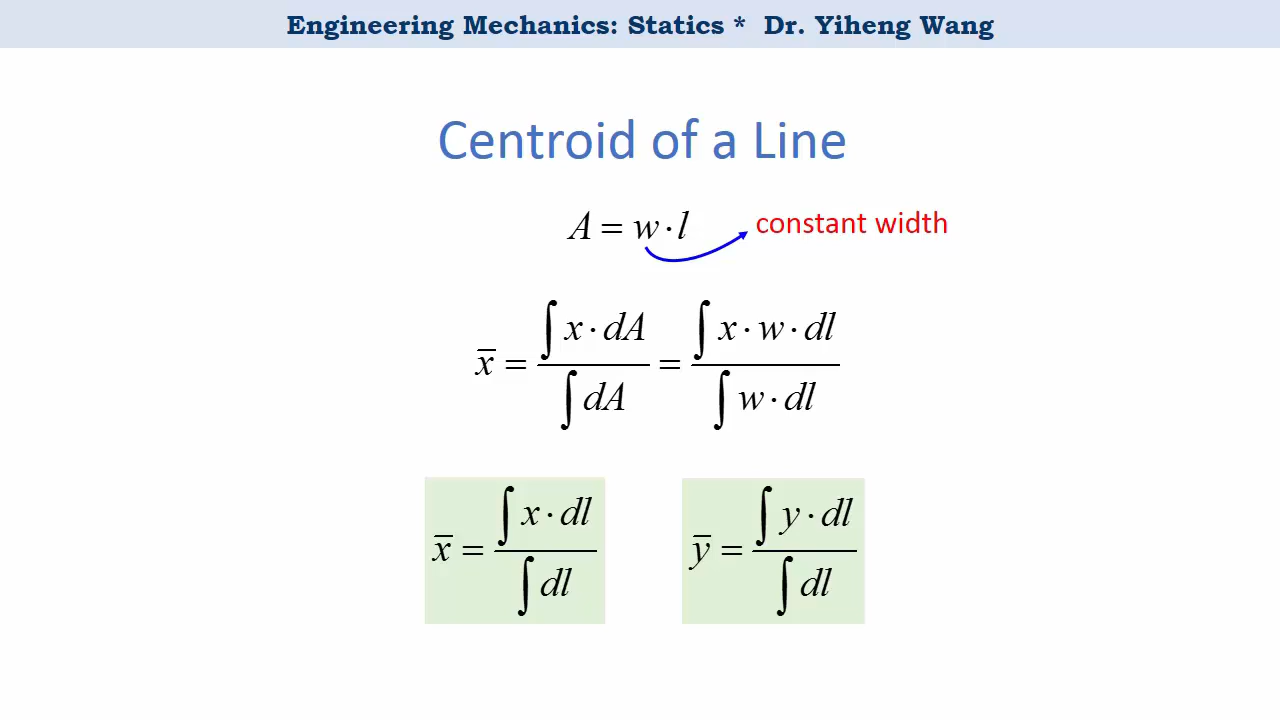 Engineering Mechanics: Statics * Dr. Yiheng Wang
Centroid of a Line
A = w · l
constant width
x̄ = ∫ x · dA / ∫ dA = ∫ x · w · dl / ∫ w · dl
x̄ = ∫ x · dl / ∫ dl
ȳ = ∫ y · dl / ∫ dl